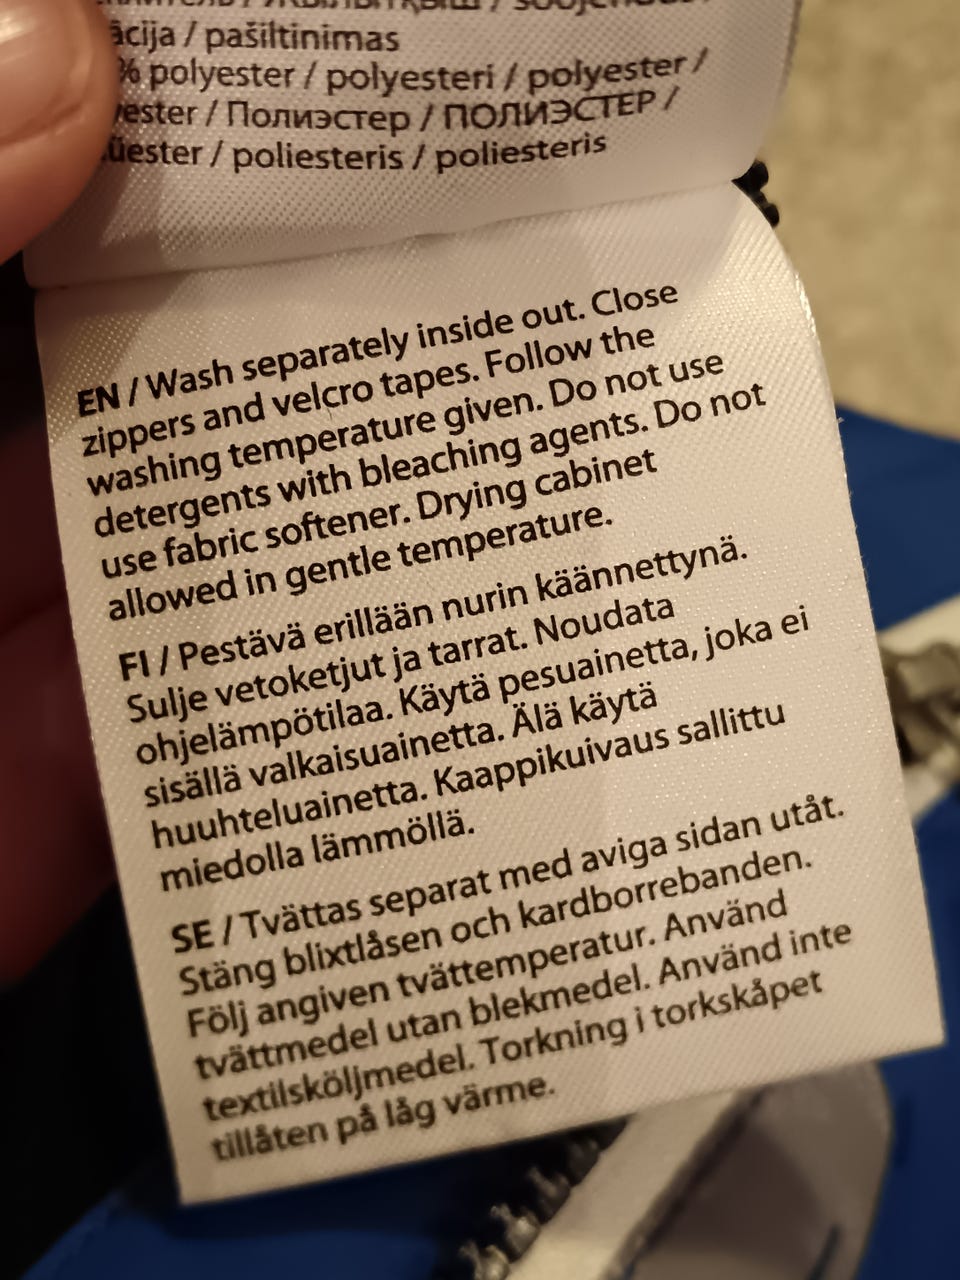 ācija / pašiltinimas
% polyester / polyesteri / polyester /
ester / Полиэстер / ПОЛИЭСТЕР /
üester / poliesteris / poliesteris
EN / Wash separately inside out. Close
zippers and velcro tapes. Follow the
washing temperature given. Do not use
detergents with bleaching agents. Do not
use fabric softener. Drying cabinet
allowed in gentle temperature.
FI / Pestävä erillään nurin käännettynä.
Sulje vetoketjut ja tarrat. Noudata
ohjelämpötilaa. Käytä pesuainetta, joka ei
sisällä valkaisuainetta. Älä käytä
huuhteluainetta. Kaappikuivaus sallittu
miedolla lämmöllä.
SE / Tvättas separat med aviga sidan utåt.
Stäng blixtlåsen och kardborrebanden.
Följ angiven tvättemperatur. Använd
tvättmedel utan blekmedel. Använd inte
textilsköljmedel. Torkning i torkskåpet
tillåten på låg värme.